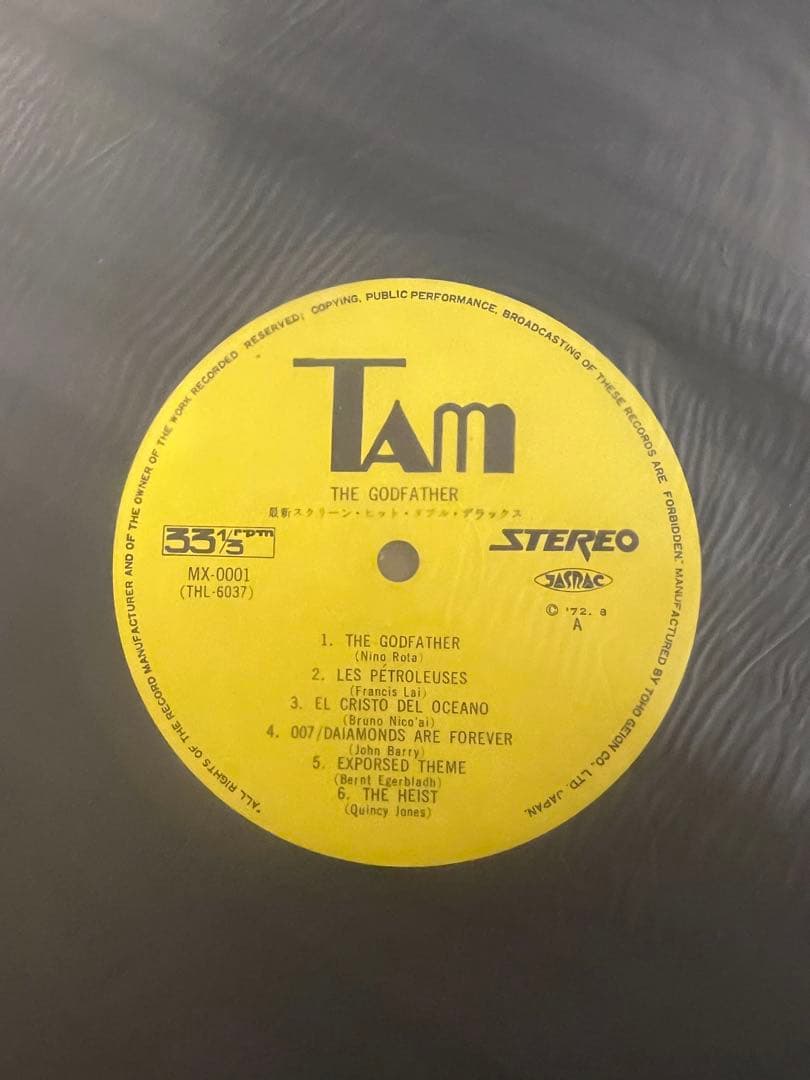 TAM
THE GODFATHER
最新スクリーン・ヒット・ダブル・デラックス
33 1/3 rpm
STEREO
MX-0001
(THL-6037)
JASRAC
© '72. 8
A
1. THE GODFATHER
(Nino Rota)
2. LES PÉTROLEUSES
(Francis Lai)
3. EL CRISTO DEL OCEANO
(Bruno Nico'ai)
4. 007/DAIAMONDS ARE FOREVER
(John Barry)
5. EXPORSED THEME
(Bernt Egerbladh)
6. THE HEIST
(Quincy Jones)
"ALL RIGHTS OF THE RECORD MANUFACTURER AND OF THE OWNER OF THE WORK RECORDED RESERVED; COPYING, PUBLIC PERFORMANCE, BROADCASTING OF THESE RECORDS ARE FORBIDDEN." MANUFACTURED BY TOHO GEION CO., LTD. JAPAN.